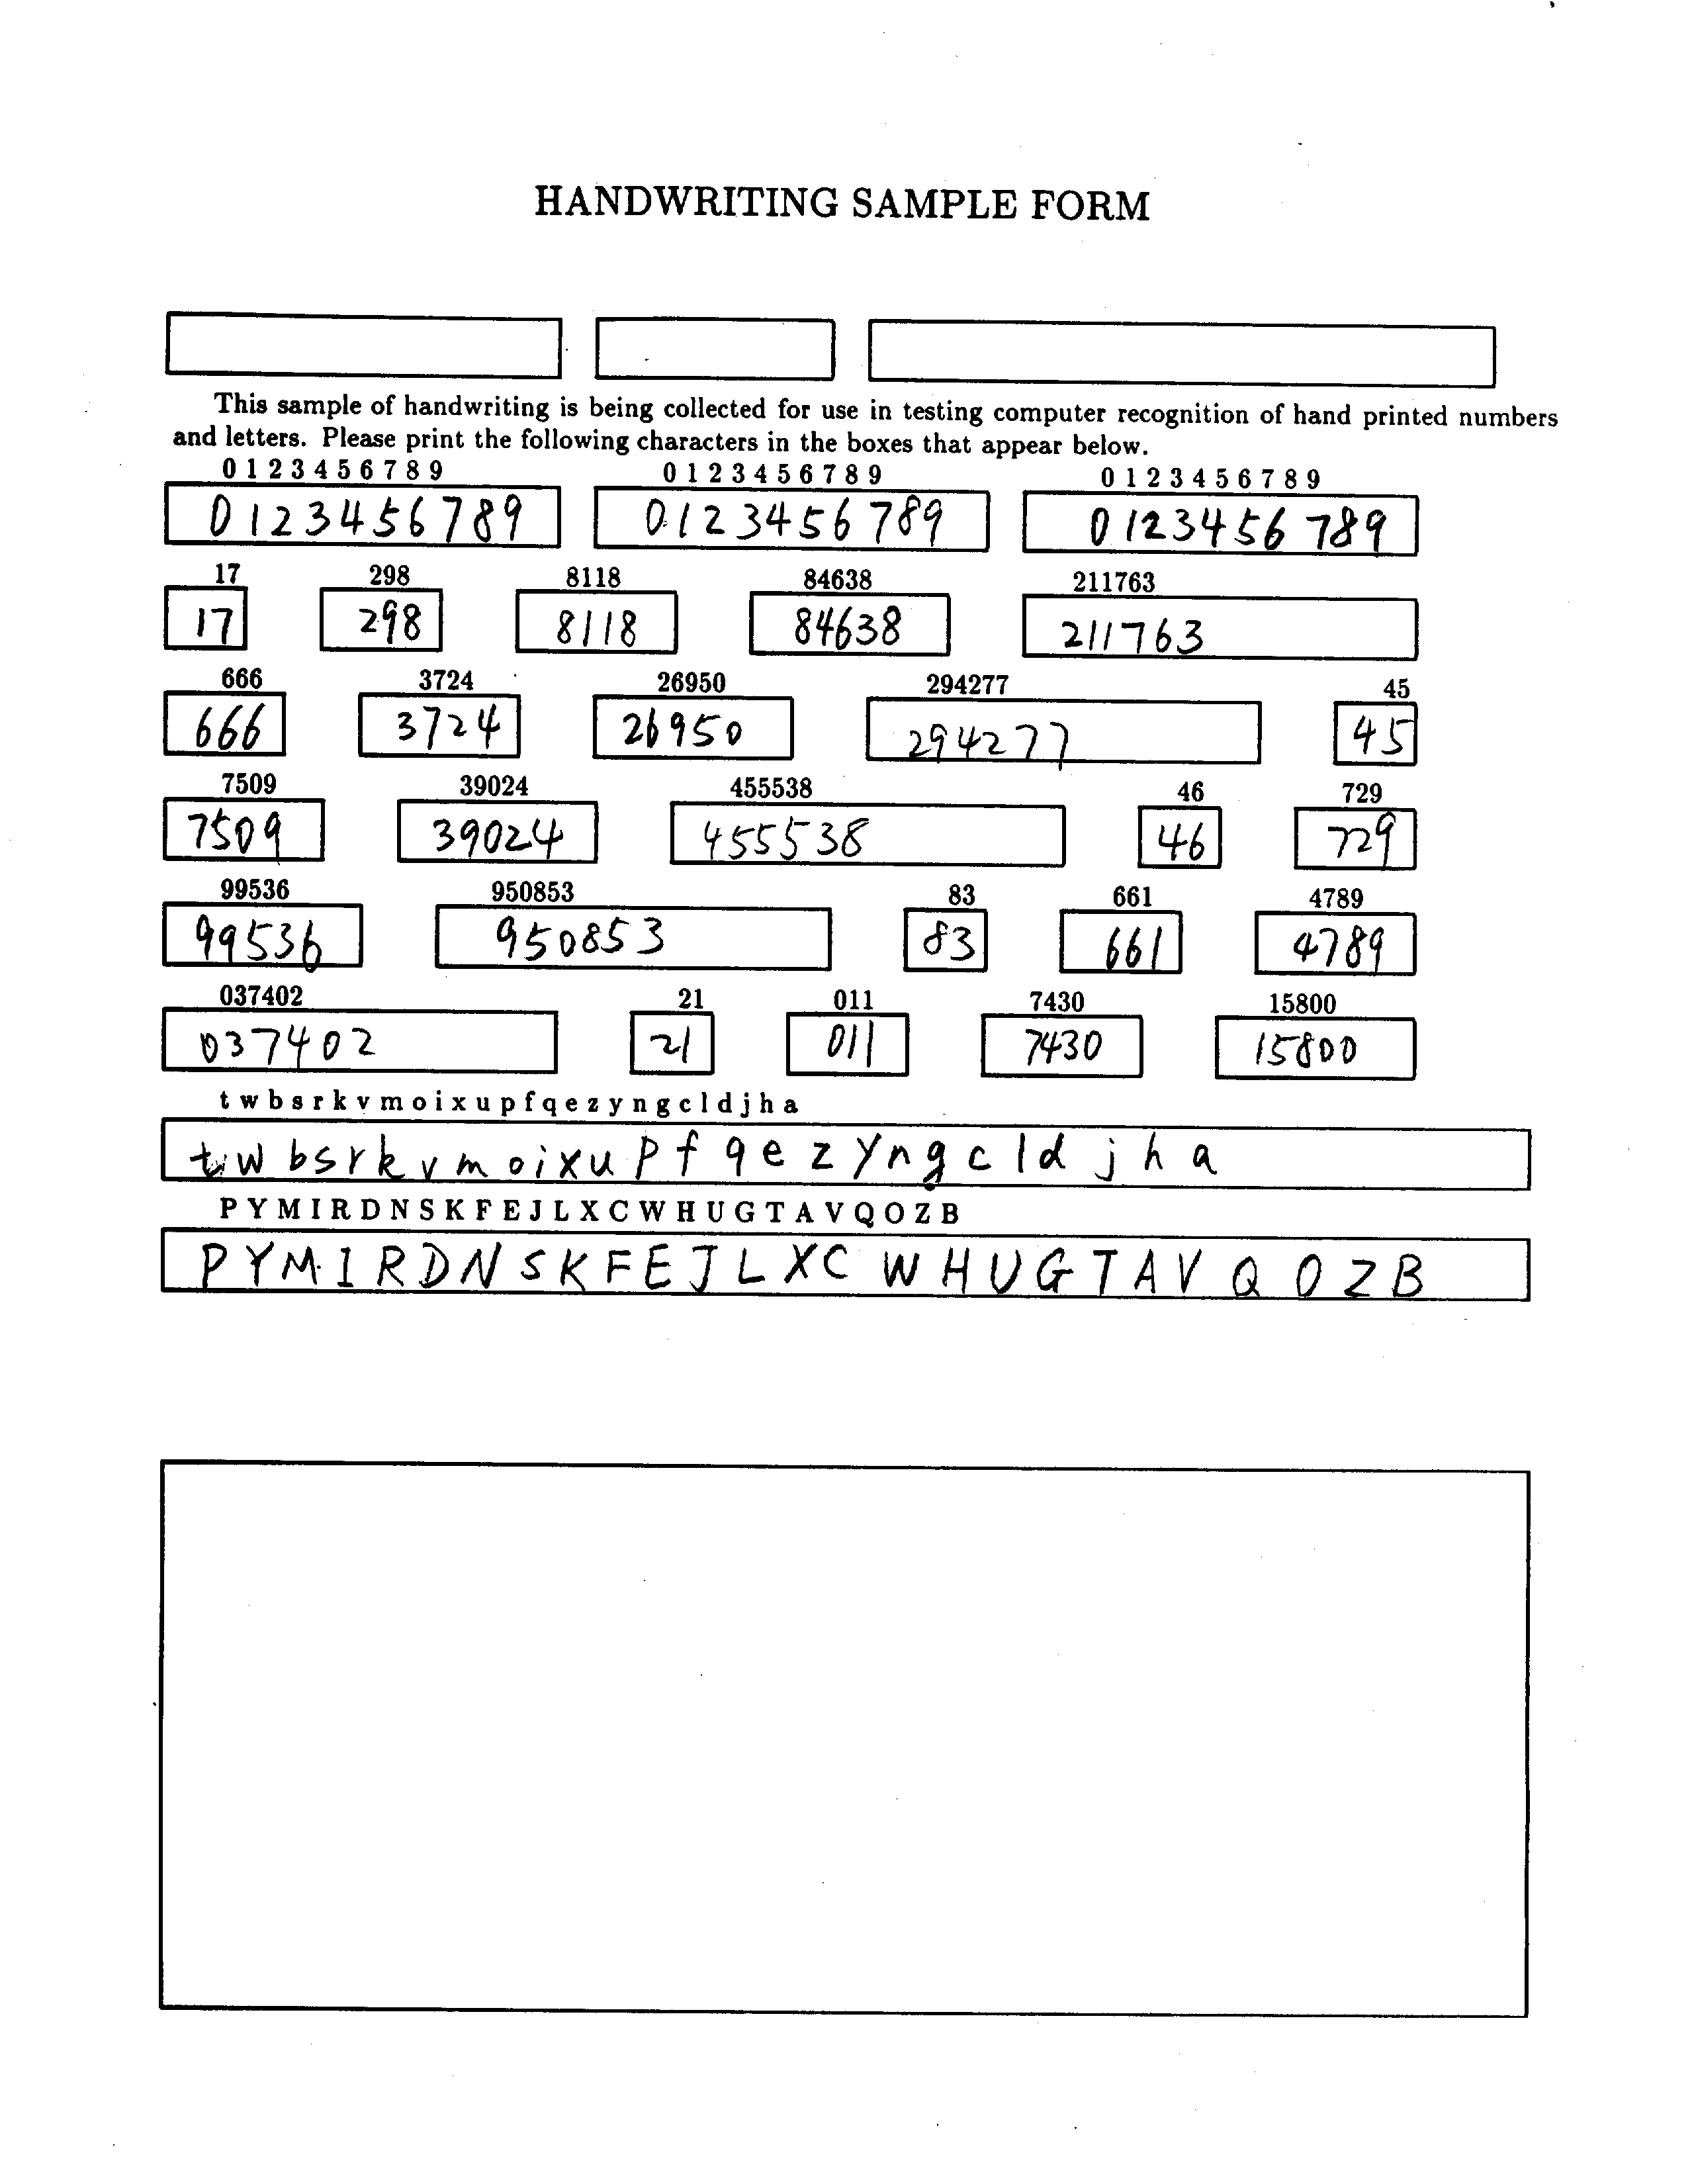 HANDWRITING SAMPLE FORM
This sample of handwriting is being collected for use in testing computer recognition of hand printed numbers
and letters. Please print the following characters in the boxes that appear below.
0 1 2 3 4 5 6 7 8 9 0 1 2 3 4 5 6 7 8 9 0 1 2 3 4 5 6 7 8 9
0123456789 0123456789 0123456789
17 298 8118 84638 211763
17 298 8118 84638 211763
666 3724 26950 294277 45
666 3724 26950 294277 45
7509 39024 455538 46 729
7509 39024 455538 46 729
99536 950853 83 661 4789
99536 950853 83 661 4789
037402 21 011 7430 15800
037402 21 011 7430 15800
t w b s r k v m o i x u p f q e z y n g c l d j h a
t w b s r k v m o i x u p f q e z y n g c l d j h a
P Y M I R D N S K F E J L X C W H U G T A V Q O Z B
P Y M I R D N S K F E J L X C W H U G T A V Q O Z B